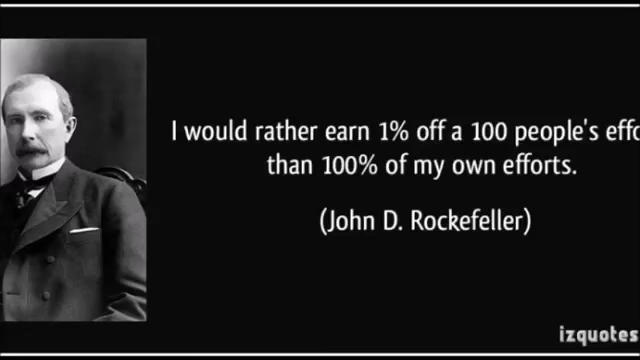 I would rather earn 1% off a 100 people's effo
than 100% of my own efforts.
(John D. Rockefeller)
izquotes